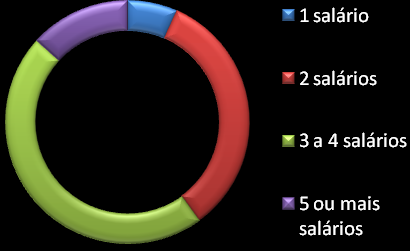 1 salário
2 salários
3 a 4 salários
5 ou mais
salários